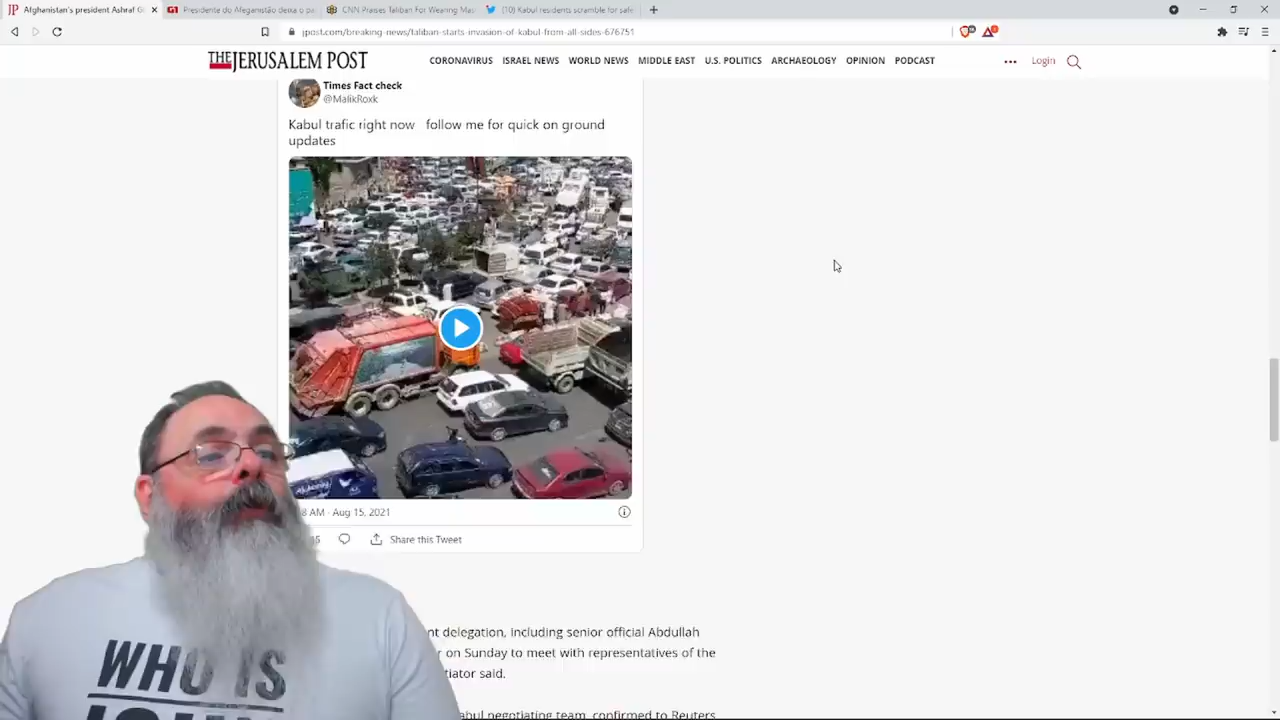 Afghanistan's president Ashraf G
Presidente do Afeganistão deixa o pa
CNN Praises Taliban For Wearing Mas
(10) Kabul residents scramble for safe
jpost.com/breaking-news/taliban-starts-invasion-of-kabul-from-all-sides-676751
THE JERUSALEM POST
CORONAVIRUS ISRAEL NEWS WORLD NEWS MIDDLE EAST U.S. POLITICS ARCHAEOLOGY OPINION PODCAST
Login
Times Fact check
@MalikRoxk
Kabul trafic right now follow me for quick on ground
updates
8 AM · Aug 15, 2021
Share this Tweet
nt delegation, including senior official Abdullah
r on Sunday to meet with representatives of the
tiator said.
abul negotiating team, confirmed to Reuters
WHO IS